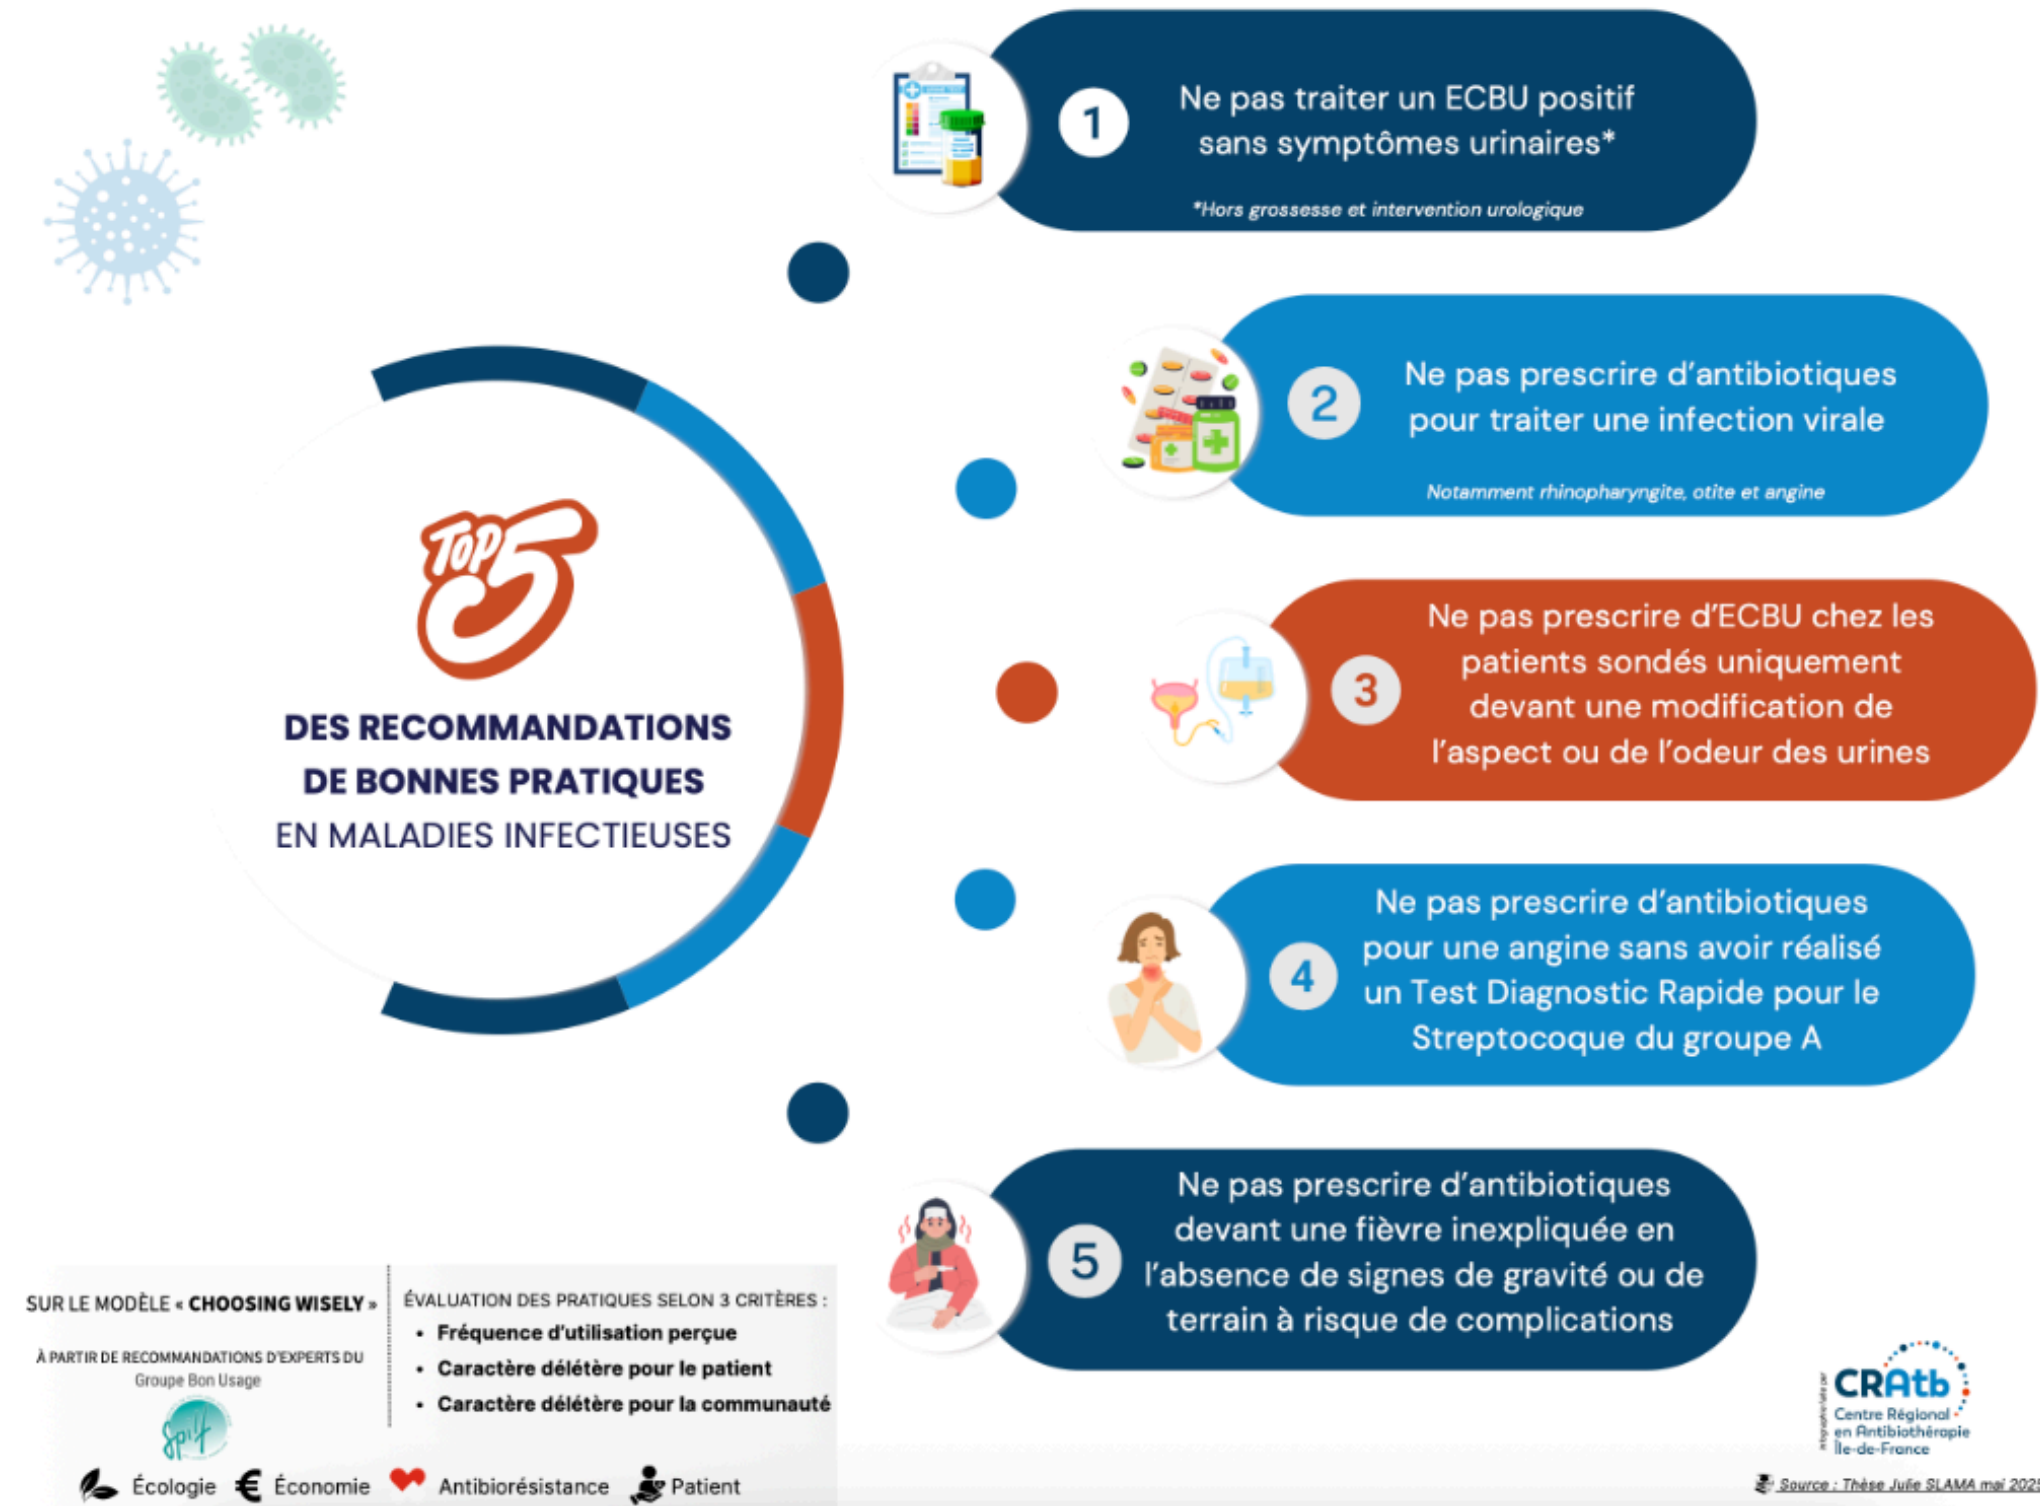 1
Ne pas traiter un ECBU positif
sans symptômes urinaires*
*Hors grossesse et intervention urologique
2
Ne pas prescrire d'antibiotiques
pour traiter une infection virale
Notamment rhinopharyngite, otite et angine
TOP 5
DES RECOMMANDATIONS
DE BONNES PRATIQUES
EN MALADIES INFECTIEUSES
3
Ne pas prescrire d'ECBU chez les
patients sondés uniquement
devant une modification de
l'aspect ou de l'odeur des urines
4
Ne pas prescrire d'antibiotiques
pour une angine sans avoir réalisé
un Test Diagnostic Rapide pour le
Streptocoque du groupe A
5
Ne pas prescrire d'antibiotiques
devant une fièvre inexpliquée en
l'absence de signes de gravité ou de
terrain à risque de complications
SUR LE MODÈLE « CHOOSING WISELY »
À PARTIR DE RECOMMANDATIONS D'EXPERTS DU
Groupe Bon Usage
Spilf
ÉVALUATION DES PRATIQUES SELON 3 CRITÈRES :
• Fréquence d'utilisation perçue
• Caractère délétère pour le patient
• Caractère délétère pour la communauté
Écologie € Économie Antibiorésistance Patient
CRAtb
Centre Régional
en Antibiothérapie
Île-de-France
Source : Thèse Julie SLAMA mai 2025